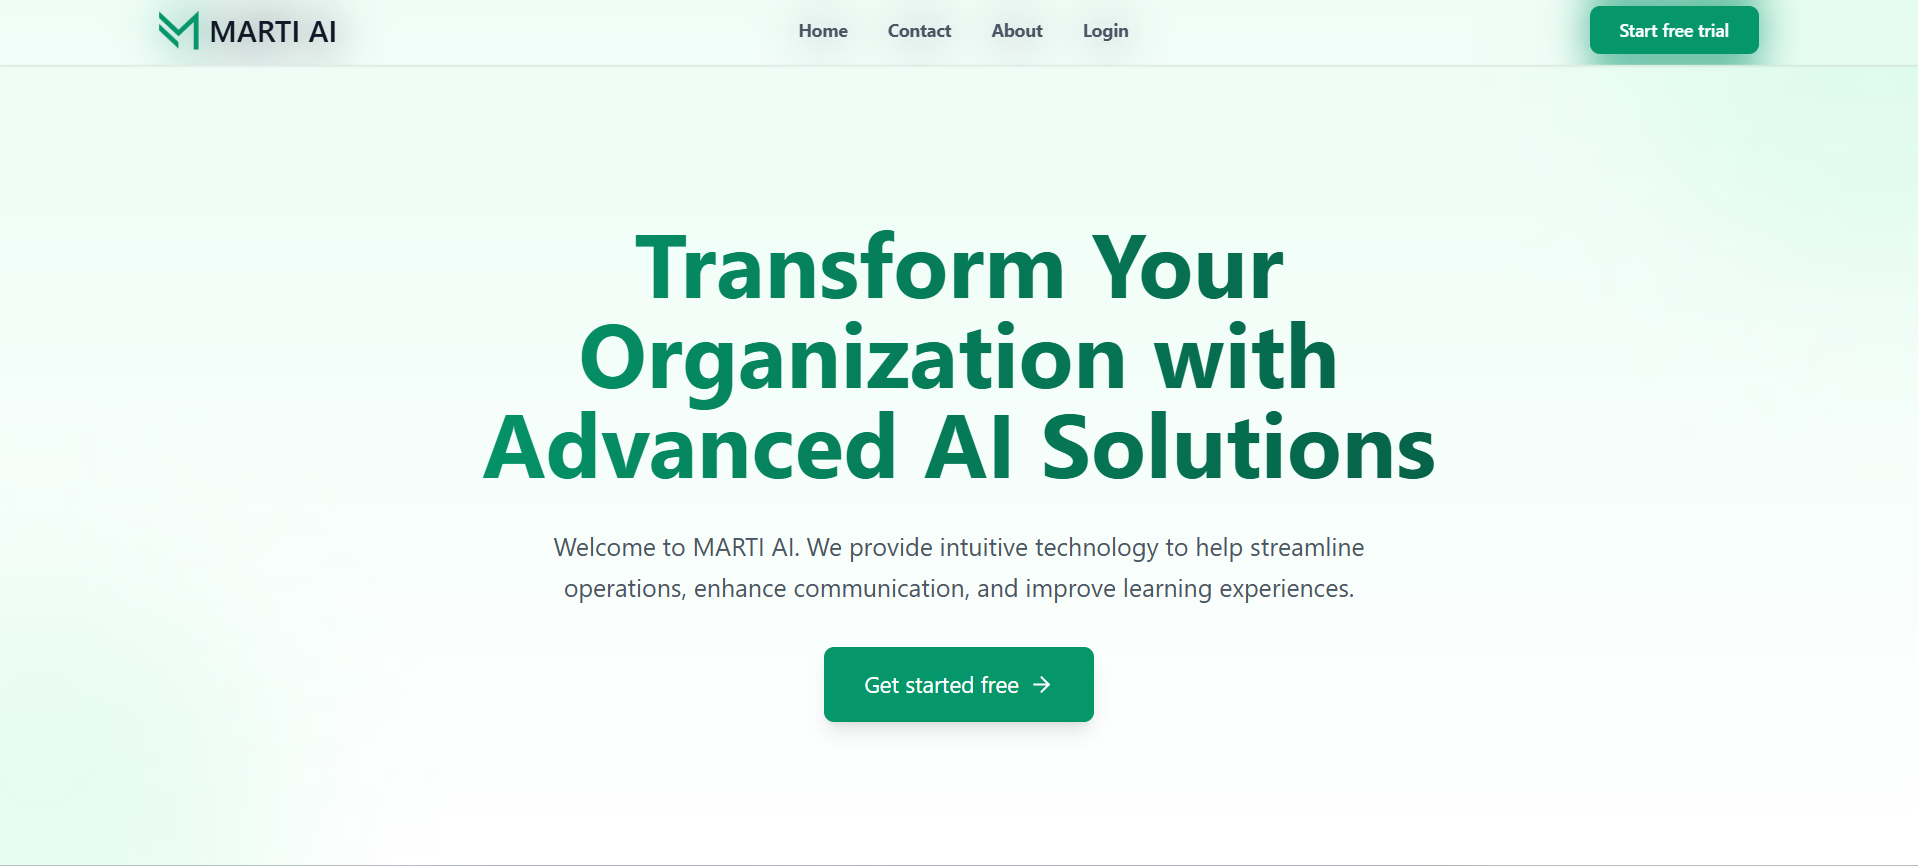 MARTI AI
Home
Contact
About
Login
Start free trial
Transform Your
Organization with
Advanced AI Solutions
Welcome to MARTI AI. We provide intuitive technology to help streamline
operations, enhance communication, and improve learning experiences.
Get started free →